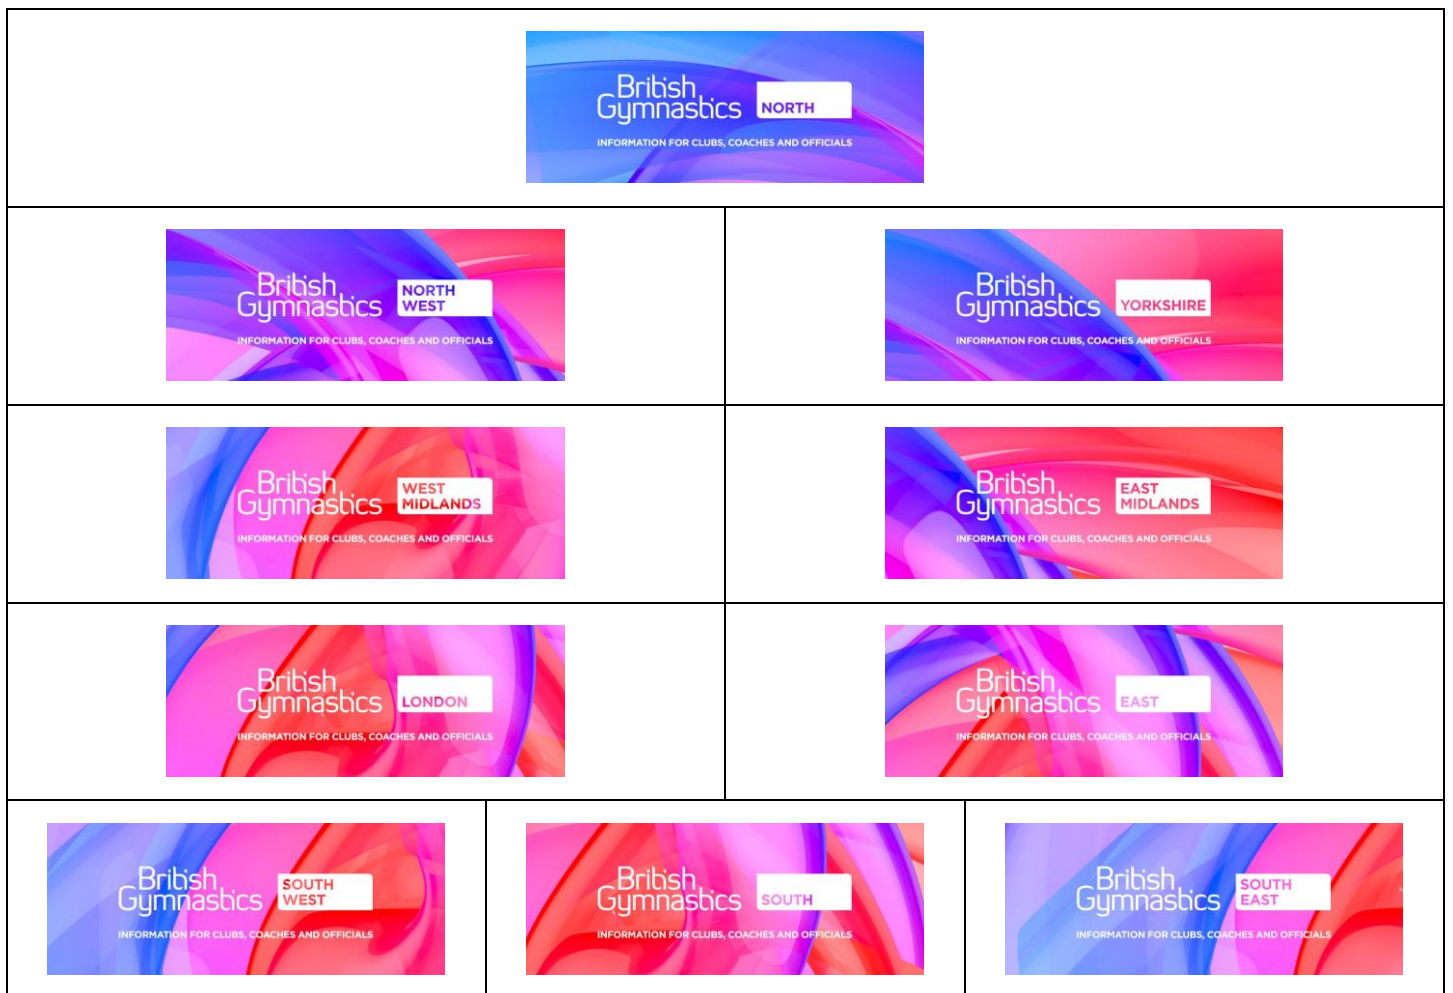 British
Gymnastics
NORTH
INFORMATION FOR CLUBS, COACHES AND OFFICIALS
British
Gymnastics
NORTH
WEST
INFORMATION FOR CLUBS, COACHES AND OFFICIALS
British
Gymnastics
YORKSHIRE
INFORMATION FOR CLUBS, COACHES AND OFFICIALS
British
Gymnastics
WEST
MIDLANDS
INFORMATION FOR CLUBS, COACHES AND OFFICIALS
British
Gymnastics
EAST
MIDLANDS
INFORMATION FOR CLUBS, COACHES AND OFFICIALS
British
Gymnastics
LONDON
INFORMATION FOR CLUBS, COACHES AND OFFICIALS
British
Gymnastics
EAST
INFORMATION FOR CLUBS, COACHES AND OFFICIALS
British
Gymnastics
SOUTH
WEST
INFORMATION FOR CLUBS, COACHES AND OFFICIALS
British
Gymnastics
SOUTH
INFORMATION FOR CLUBS, COACHES AND OFFICIALS
British
Gymnastics
SOUTH
EAST
INFORMATION FOR CLUBS, COACHES AND OFFICIALS